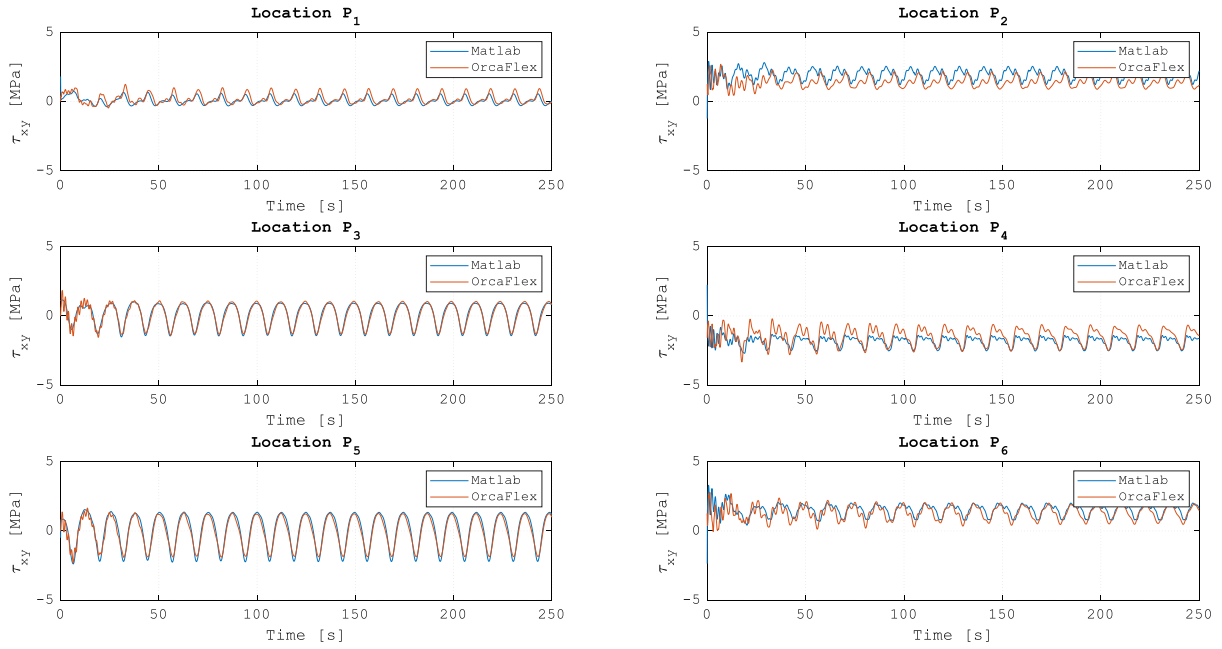 Location P1
τxy [MPa]
5
0
−5
Matlab
OrcaFlex
0 50 100 150 200 250
Time [s]
Location P2
τxy [MPa]
5
0
−5
Matlab
OrcaFlex
0 50 100 150 200 250
Time [s]
Location P3
τxy [MPa]
5
0
−5
Matlab
OrcaFlex
0 50 100 150 200 250
Time [s]
Location P4
τxy [MPa]
5
0
−5
Matlab
OrcaFlex
0 50 100 150 200 250
Time [s]
Location P5
τxy [MPa]
5
0
−5
Matlab
OrcaFlex
0 50 100 150 200 250
Time [s]
Location P6
τxy [MPa]
5
0
−5
Matlab
OrcaFlex
0 50 100 150 200 250
Time [s]